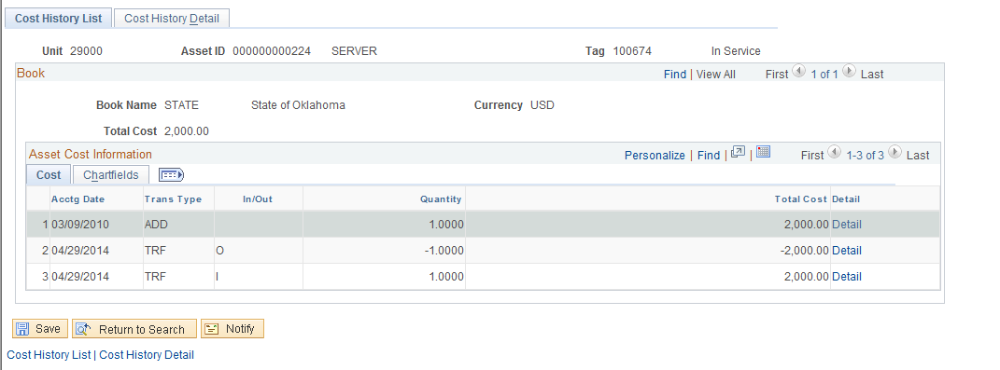 Cost History List Cost History Detail
Unit 29000 Asset ID 000000000224 SERVER Tag 100674 In Service
Book Find | View All First 1 of 1 Last
Book Name STATE State of Oklahoma Currency USD
Total Cost 2,000.00
Asset Cost Information Personalize | Find | | First 1-3 of 3 Last
Cost Chartfields
Acctg Date Trans Type In/Out Quantity Total Cost Detail
1 03/09/2010 ADD 1.0000 2,000.00 Detail
2 04/29/2014 TRF O -1.0000 -2,000.00 Detail
3 04/29/2014 TRF I 1.0000 2,000.00 Detail
Save Return to Search Notify
Cost History List | Cost History Detail